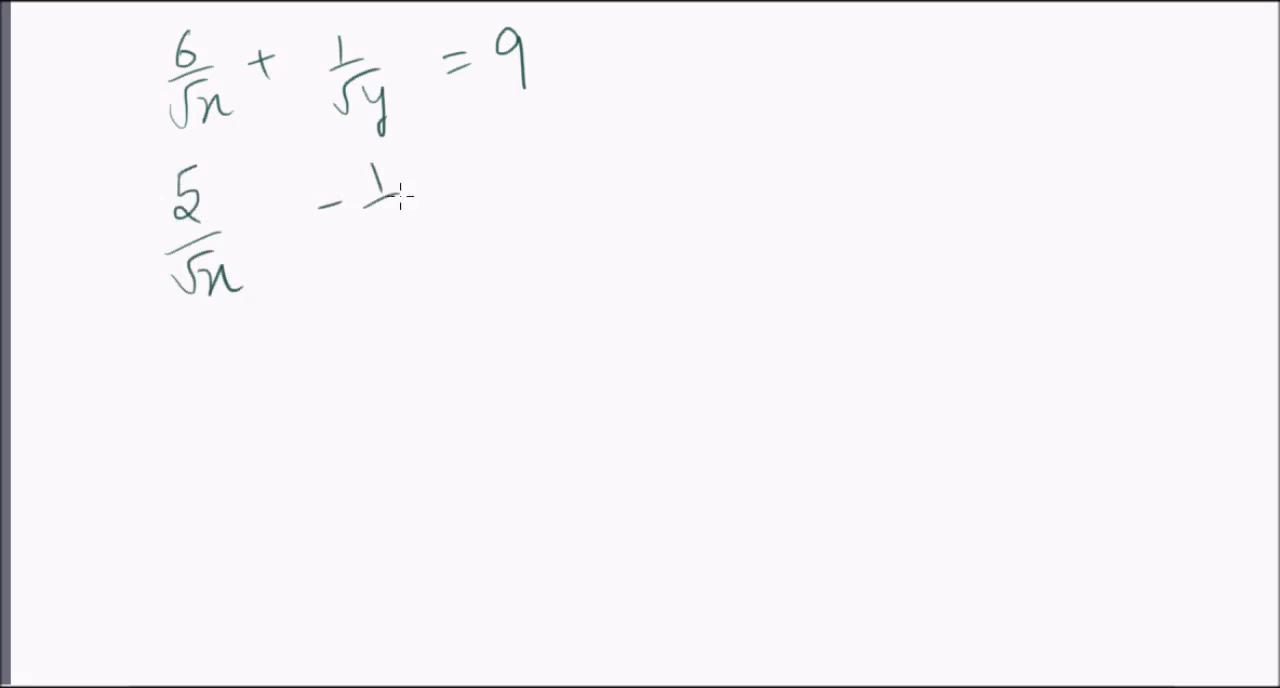 6/√x + 1/√y = 9
5/√x - 1/